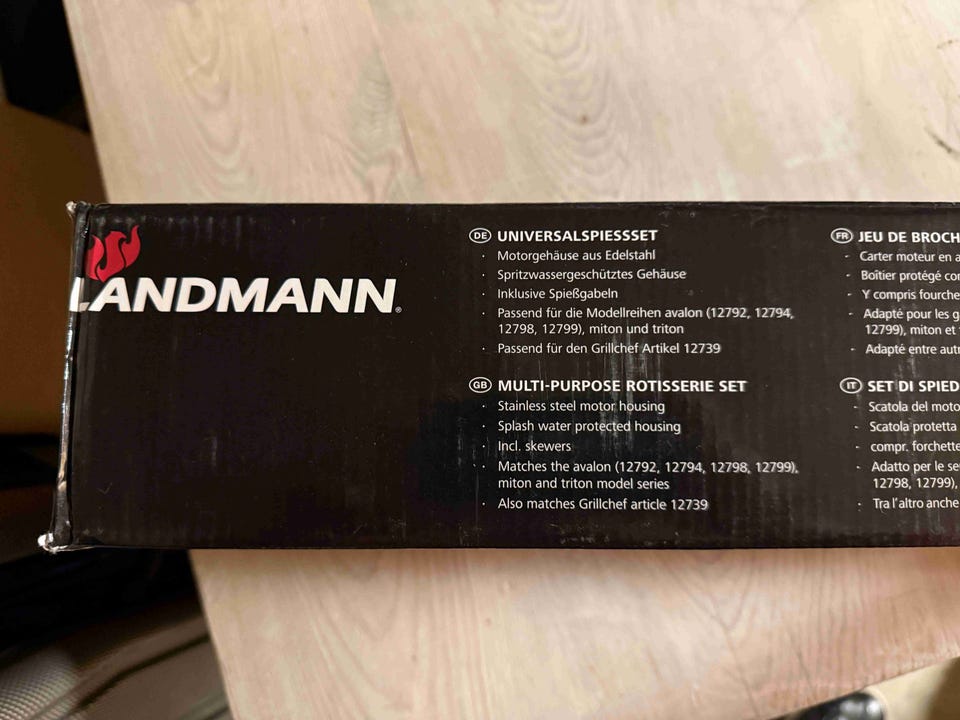 LANDMANN®
DE UNIVERSALSPIESSSET
· Motorgehäuse aus Edelstahl
· Spritzwassergeschütztes Gehäuse
· Inklusive Spießgabeln
· Passend für die Modellreihen avalon (12792, 12794,
12798, 12799), miton und triton
· Passend für den Grillchef Artikel 12739
GB MULTI-PURPOSE ROTISSERIE SET
· Stainless steel motor housing
· Splash water protected housing
· Incl. skewers
· Matches the avalon (12792, 12794, 12798, 12799),
miton and triton model series
· Also matches Grillchef article 12739
FR JEU DE BROCH
· Carter moteur en a
· Boîtier protégé con
· Y compris fourche
· Adapté pour les g
12799), miton et
· Adapté entre autr
IT SET DI SPIED
· Scatola del moto
· Scatola protetta
· compr. forchette
· Adatto per le se
12798, 12799),
· Tra l'altro anche